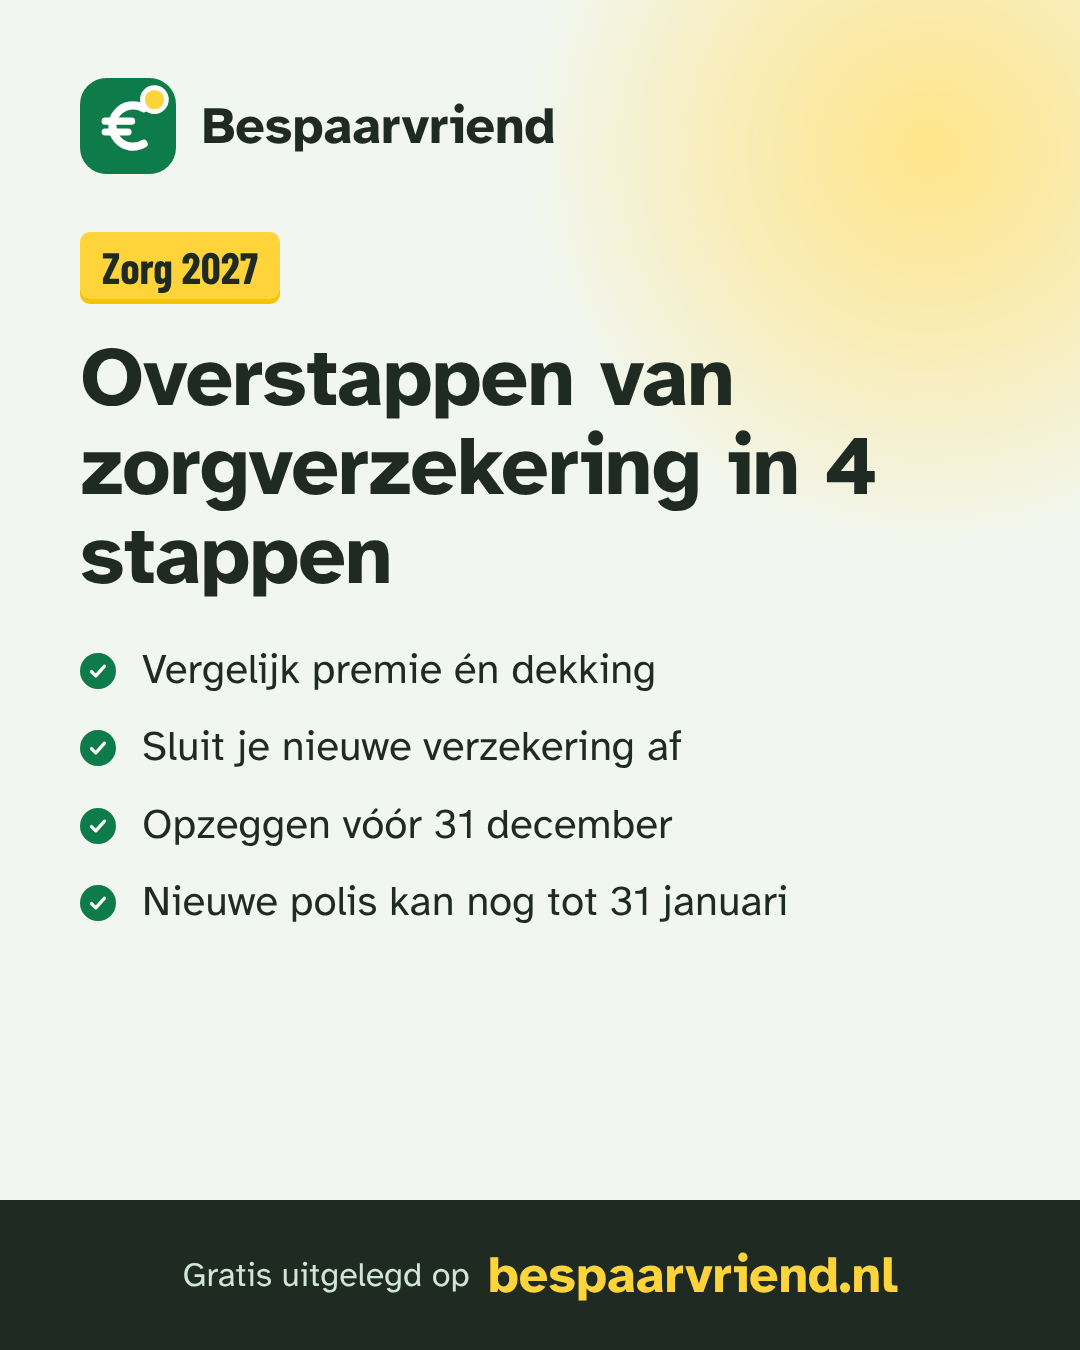 Bespaarvriend
Zorg 2027
Overstappen van
zorgverzekering in 4
stappen
Vergelijk premie én dekking
Sluit je nieuwe verzekering af
Opzeggen vóór 31 december
Nieuwe polis kan nog tot 31 januari
Gratis uitgelegd op bespaarvriend.nl